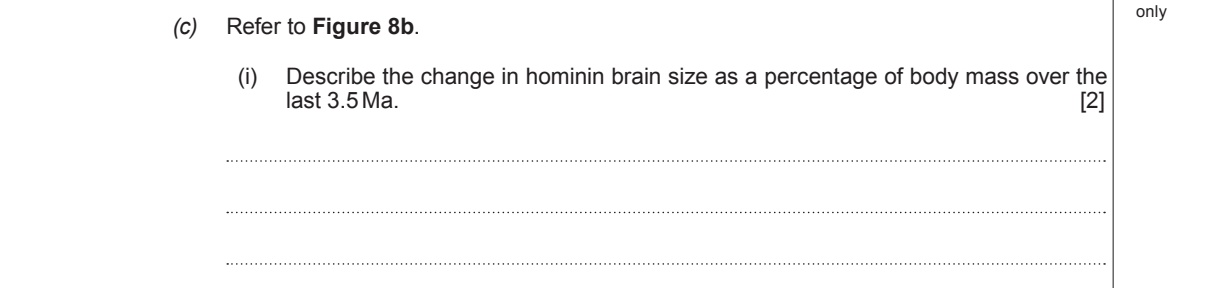 only
(c) Refer to Figure 8b.
(i) Describe the change in hominin brain size as a percentage of body mass over the
last 3.5 Ma. [2]